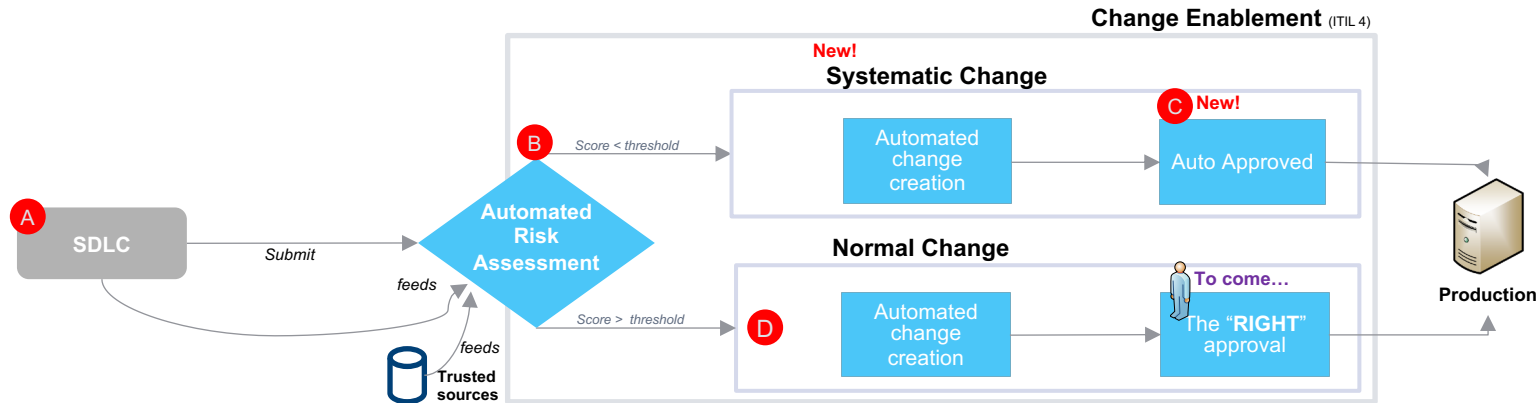 Change Enablement (ITIL 4)
New!
Systematic Change
C
New!
B
Score < threshold
Automated
change
creation
Auto Approved
A
SDLC
Submit
Automated
Risk
Assessment
Normal Change
feeds
To come…
Production
Score > threshold
D
Automated
change
creation
The “RIGHT”
approval
feeds
Trusted
sources